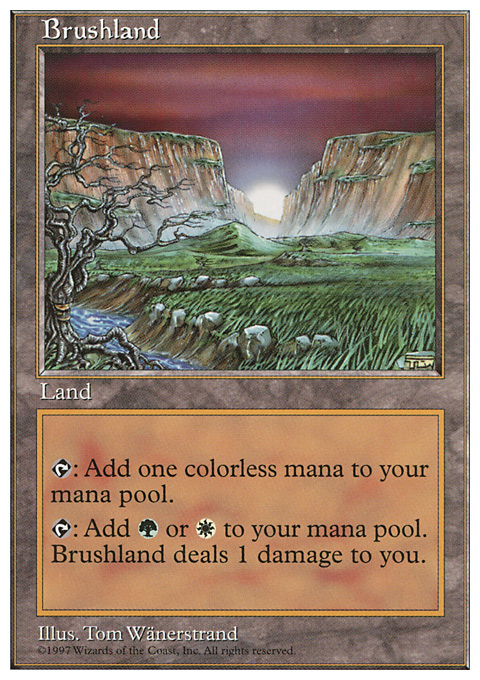 Brushland
Land
: Add one colorless mana to your
mana pool.
: Add or to your mana pool.
Brushland deals 1 damage to you.
Illus. Tom Wänerstrand
©1997 Wizards of the Coast, Inc. All rights reserved.